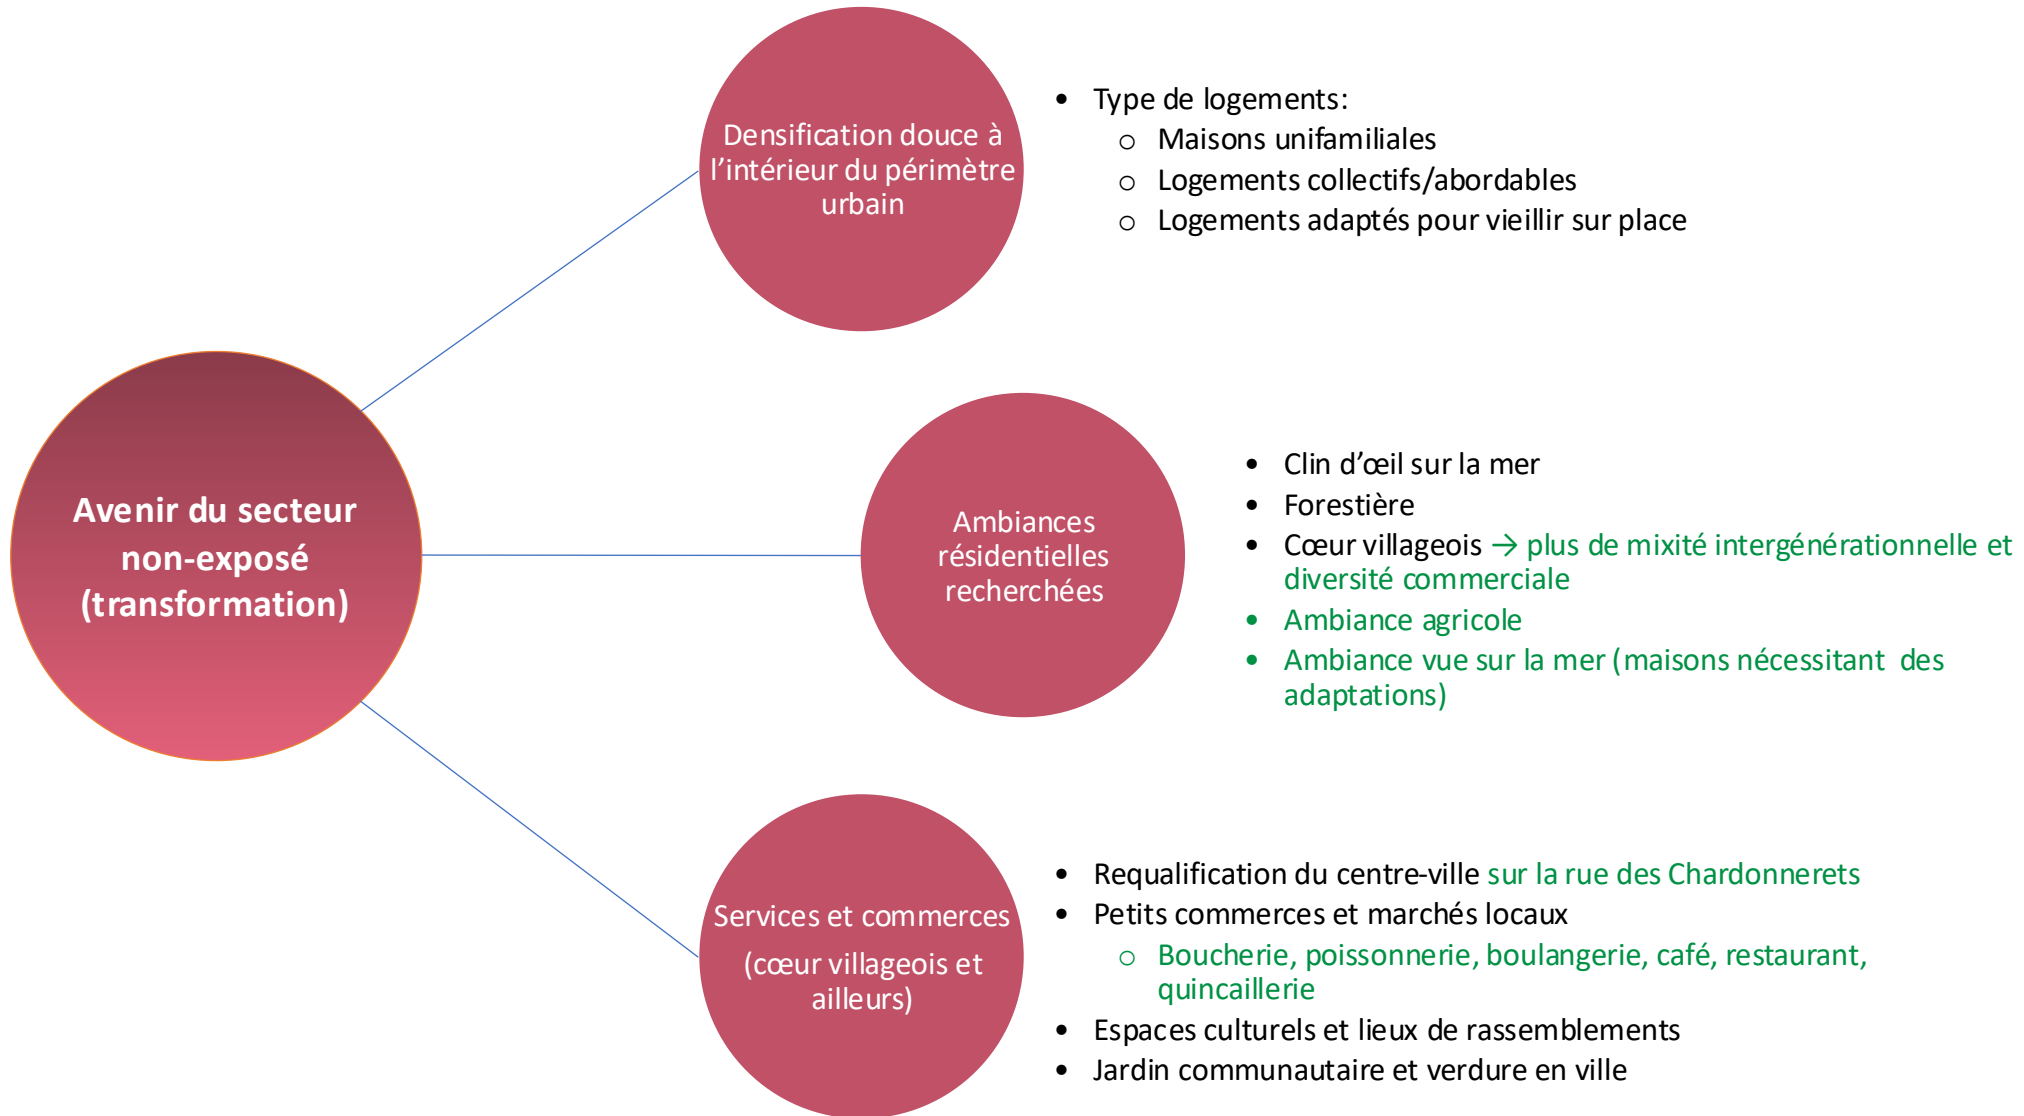 Avenir du secteur
non-exposé
(transformation)
Densification douce à
l’intérieur du périmètre
urbain
• Type de logements:
o Maisons unifamiliales
o Logements collectifs/abordables
o Logements adaptés pour vieillir sur place
Ambiances
résidentielles
recherchées
• Clin d’œil sur la mer
• Forestière
• Cœur villageois → plus de mixité intergénérationnelle et
diversité commerciale
• Ambiance agricole
• Ambiance vue sur la mer (maisons nécessitant des
adaptations)
Services et commerces
(cœur villageois et
ailleurs)
• Requalification du centre-ville sur la rue des Chardonnerets
• Petits commerces et marchés locaux
o Boucherie, poissonnerie, boulangerie, café, restaurant,
quincaillerie
• Espaces culturels et lieux de rassemblements
• Jardin communautaire et verdure en ville